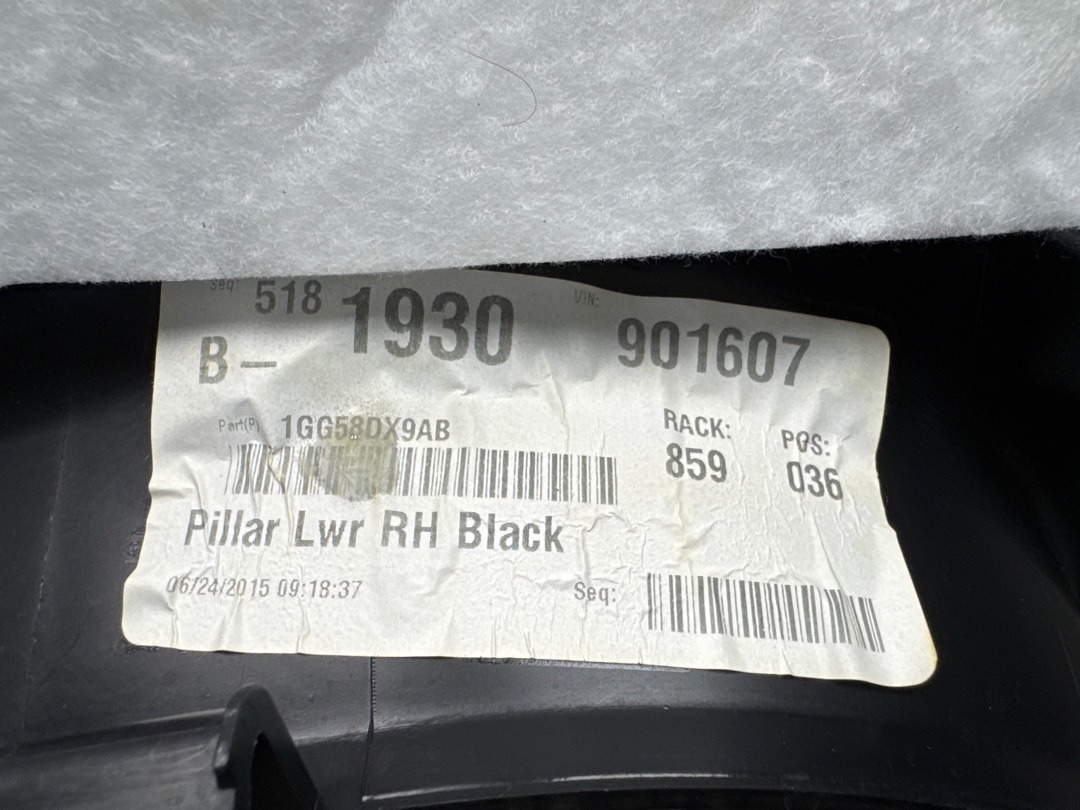 Seq: 518 1930 VIN: 901607
B-
Part(P) 1GG58DX9AB
RACK: 859
POS: 036
Pillar Lwr RH Black
06/24/2015 09:18:37
Seq: